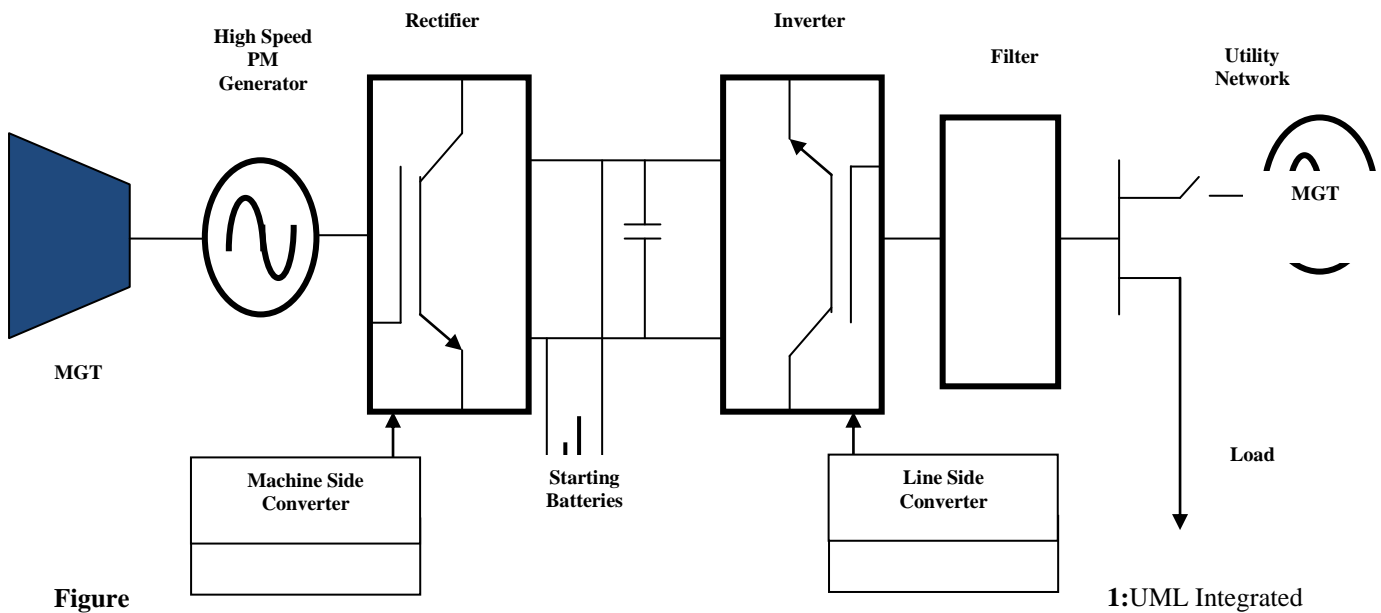 Rectifier
Inverter
High Speed
PM
Generator
Filter
Utility
Network
MGT
MGT
Load
Machine Side
Converter
Starting
Batteries
Line Side
Converter
Figure
1:UML Integrated